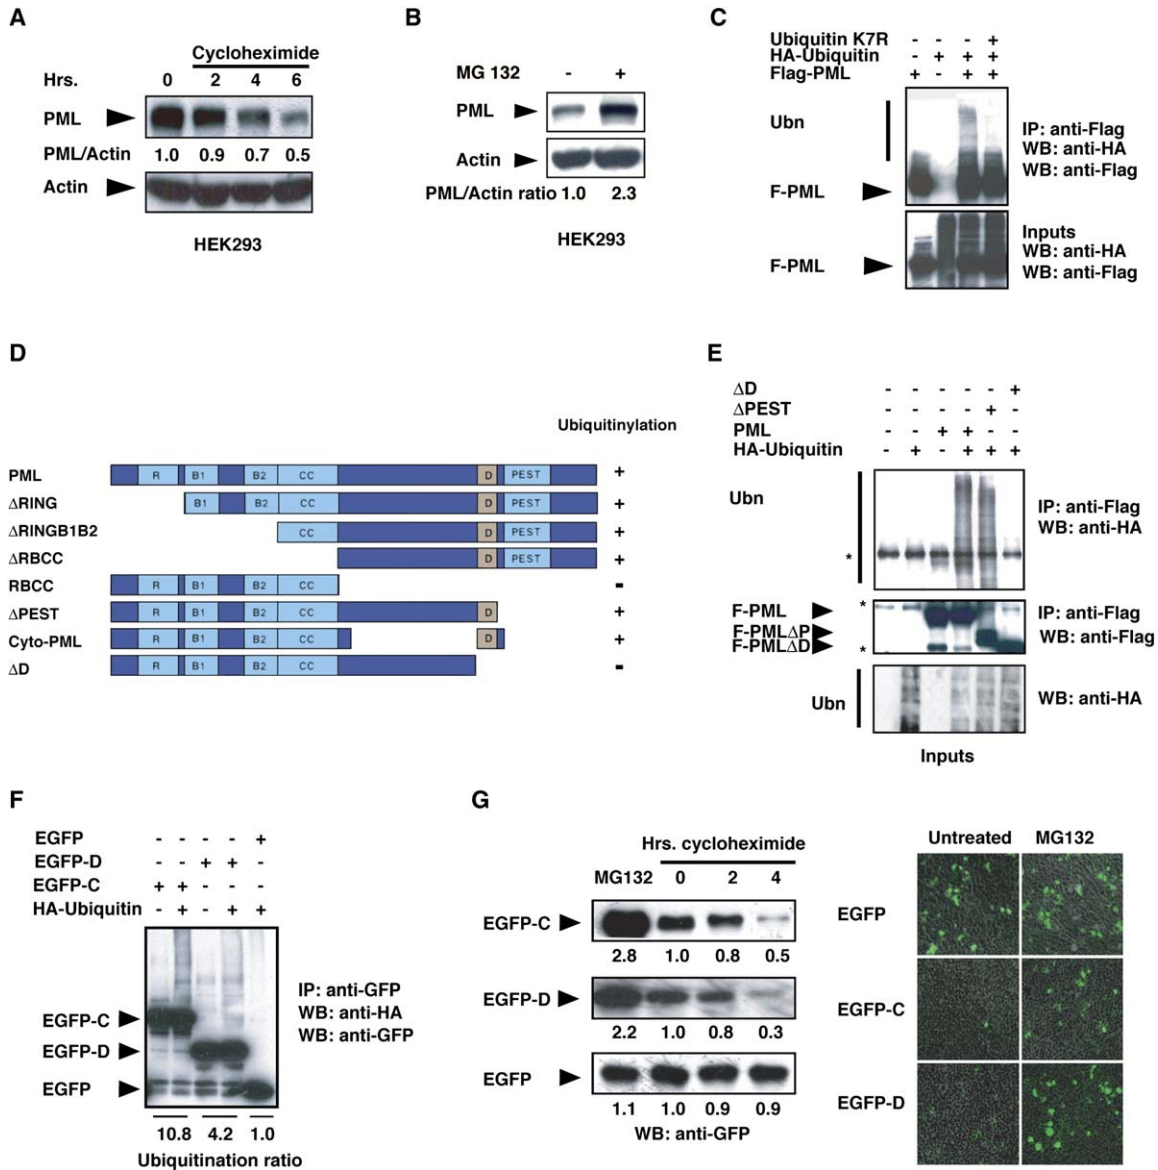 A
Cycloheximide
Hrs. 0 2 4 6
PML
PML/Actin 1.0 0.9 0.7 0.5
Actin
HEK293
B
MG 132 - +
PML
Actin
PML/Actin ratio 1.0 2.3
HEK293
C
Ubiquitin K7R - - - +
HA-Ubiquitin - + + +
Flag-PML + - + +
Ubn
F-PML
IP: anti-Flag
WB: anti-HA
WB: anti-Flag
F-PML
Inputs
WB: anti-HA
WB: anti-Flag
D
Ubiquitinylation
PML R B1 B2 CC D PEST +
ΔRING B1 B2 CC D PEST +
ΔRINGB1B2 CC D PEST +
ΔRBCC D PEST +
RBCC R B1 B2 CC -
ΔPEST R B1 B2 CC D +
Cyto-PML R B1 B2 CC D +
ΔD R B1 B2 CC -
E
ΔD - - - - - +
ΔPEST - - - - + -
PML - - + + - -
HA-Ubiquitin - + - + + +
Ubn
*
IP: anti-Flag
WB: anti-HA
F-PML *
F-PMLΔP
F-PMLΔD *
IP: anti-Flag
WB: anti-Flag
Ubn
WB: anti-HA
Inputs
F
EGFP - - - - +
EGFP-D - - + + -
EGFP-C + + - - -
HA-Ubiquitin - + - + +
EGFP-C
EGFP-D
EGFP
IP: anti-GFP
WB: anti-HA
WB: anti-GFP
10.8 4.2 1.0
Ubiquitination ratio
G
Hrs. cycloheximide
MG132 0 2 4
EGFP-C
2.8 1.0 0.8 0.5
EGFP-D
2.2 1.0 0.8 0.3
EGFP
1.1 1.0 0.9 0.9
WB: anti-GFP
Untreated MG132
EGFP
EGFP-C
EGFP-D